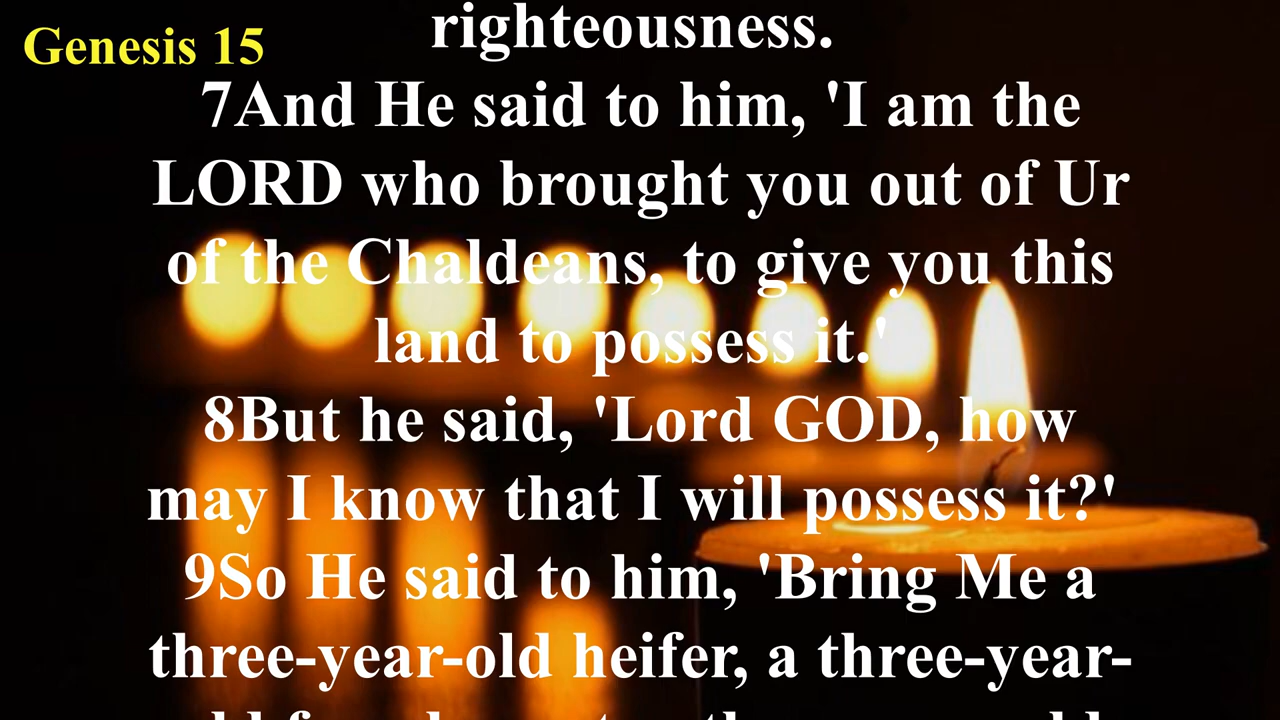 Genesis 15
righteousness.
7And He said to him, 'I am the
LORD who brought you out of Ur
of the Chaldeans, to give you this
land to possess it.'
8But he said, 'Lord GOD, how
may I know that I will possess it?'
9So He said to him, 'Bring Me a
three-year-old heifer, a three-year-